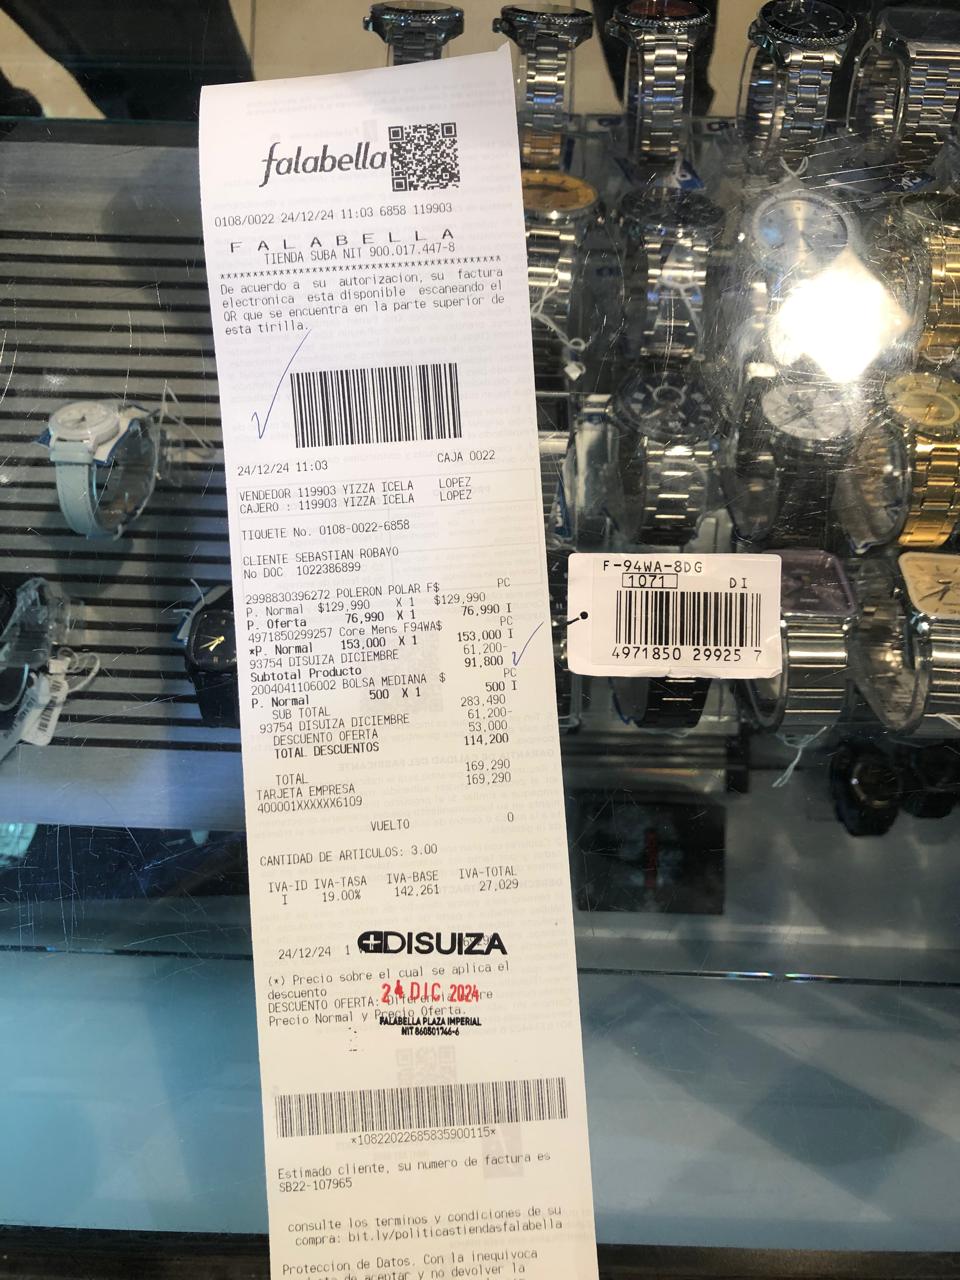 falabella
0108/0022 24/12/24 11:03 6858 119903
F A L A B E L L A
TIENDA SUBA NIT 900.017.447-8
****************************************
De acuerdo a su autorizacion, su factura
electronica esta disponible escaneando el
QR que se encuentra en la parte superior de
esta tirilla.
24/12/24 11:03 CAJA 0022
VENDEDOR 119903 YIZZA ICELA LOPEZ
CAJERO : 119903 YIZZA ICELA LOPEZ
TIQUETE No. 0108-0022-6858
CLIENTE SEBASTIAN ROBAYO
No DOC 1022386899
2998830396272 POLERON POLAR F$ PC
P. Normal $129,990 X 1 $129,990
P. Oferta 76,990 X 1 76,990 I
4971850299257 Core Mens F94WA$ PC
*P. Normal 153,000 X 1 153,000 I
93754 DISUIZA DICIEMBRE 61,200-
Subtotal Producto 91,800
2004041106002 BOLSA MEDIANA $ PC
P. Normal 500 X 1 500 I
SUB TOTAL 283,490
93754 DISUIZA DICIEMBRE 61,200-
DESCUENTO OFERTA 53,000
TOTAL DESCUENTOS 114,200
TOTAL 169,290
TARJETA EMPRESA 169,290
400001XXXXXX6109
VUELTO 0
CANTIDAD DE ARTICULOS: 3.00
IVA-ID IVA-TASA IVA-BASE IVA-TOTAL
I 19.00% 142,261 27,029
24/12/24 1
DISUIZA
(*) Precio sobre el cual se aplica el
descuento
24 DIC 2024
DESCUENTO OFERTA: Diferencia entre
Precio Normal y Precio Oferta.
FALABELLA PLAZA IMPERIAL
NIT 860501746-6
*10822022685835900115*
Estimado cliente, su numero de factura es
SB22-107965
consulte los terminos y condiciones de su
compra: bit.ly/politicastiendasfalabella
Proteccion de Datos. Con la inequivoca
de aceptar y no devolver la
F-94WA-8DG
1071 DI
4971850 29925 7